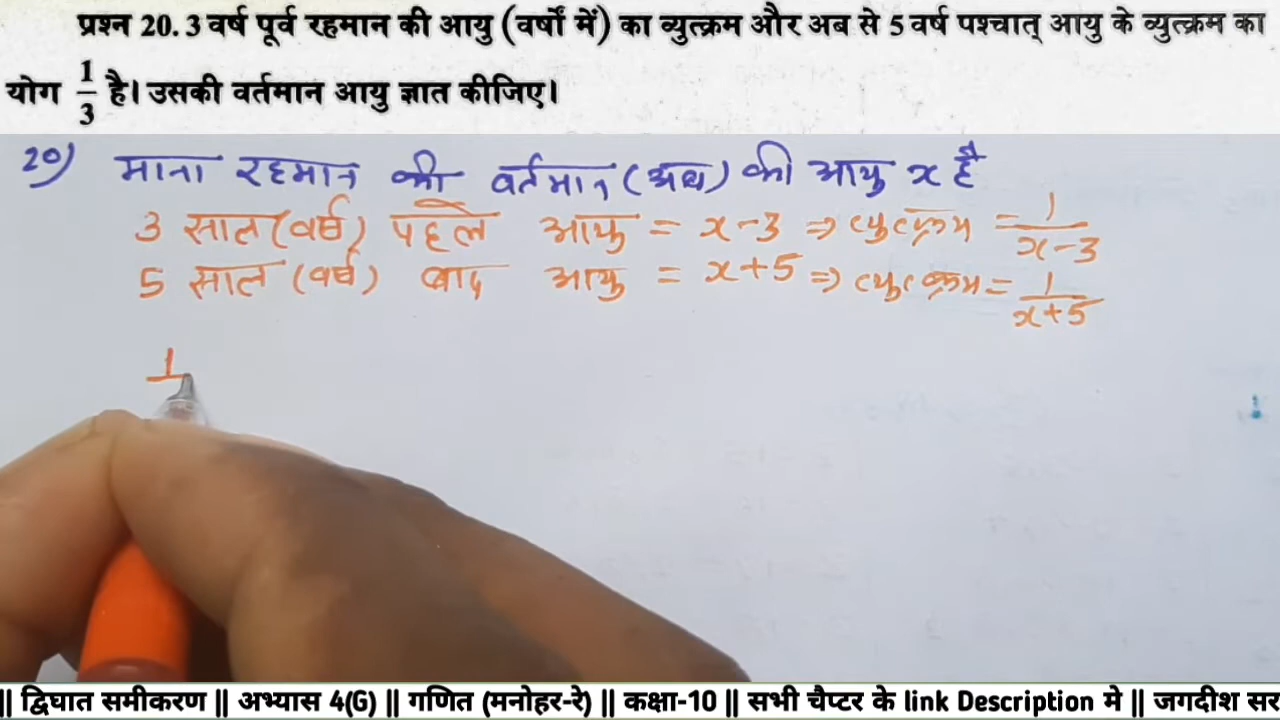 प्रश्न 20. 3 वर्ष पूर्व रहमान की आयु (वर्षों में) का व्युत्क्रम और अब से 5 वर्ष पश्चात् आयु के व्युत्क्रम का
योग 1/3 है। उसकी वर्तमान आयु ज्ञात कीजिए।
20) माना रहमान की वर्तमान (अब) की आयु x है
3 साल (वर्ष) पहले आयु = x-3 ⇒ व्युत्क्रम = 1/(x-3)
5 साल (वर्ष) बाद आयु = x+5 ⇒ व्युत्क्रम = 1/(x+5)
1
|| द्विघात समीकरण || अभ्यास 4(G) || गणित (मनोहर-रे) || कक्षा-10 || सभी चैप्टर के link Description मे || जगदीश सर